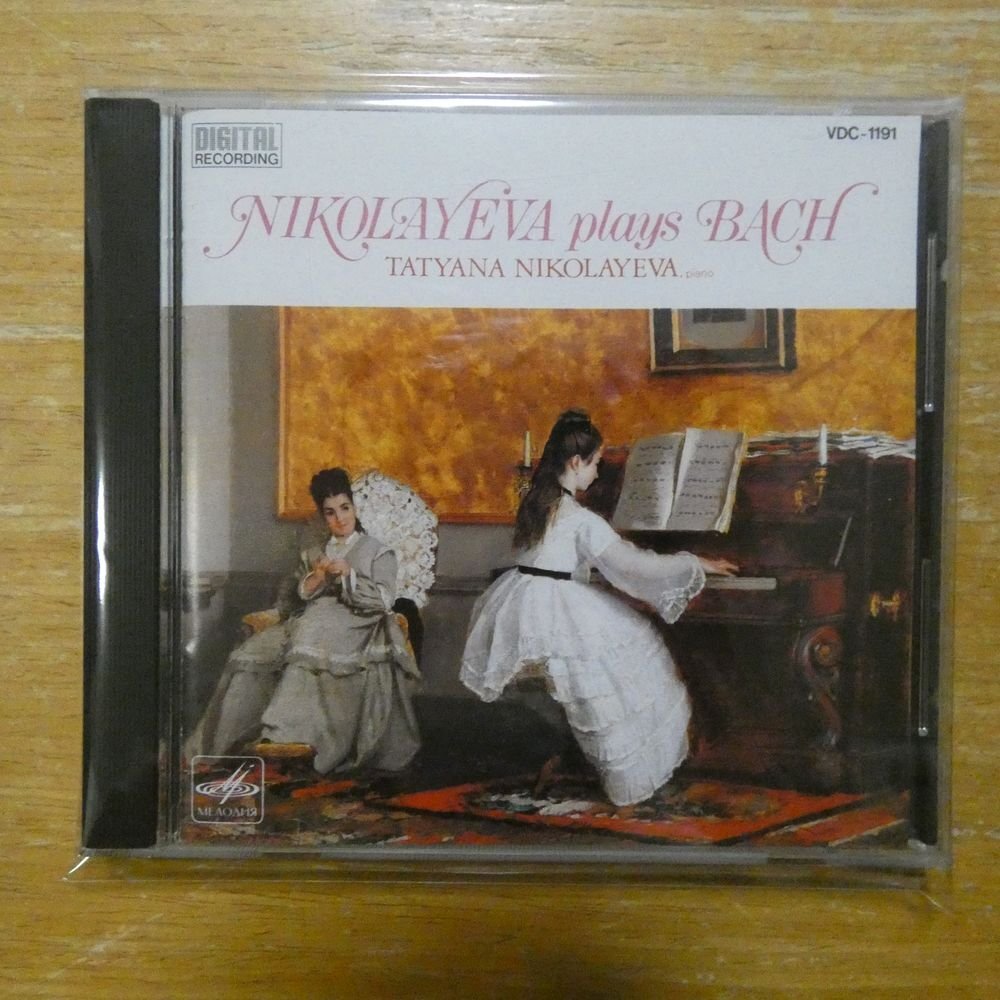 DIGITAL
RECORDING
VDC-1191
NIKOLAYEVA plays BACH
TATYANA NIKOLAYEVA. piano
МЕЛОДИЯ